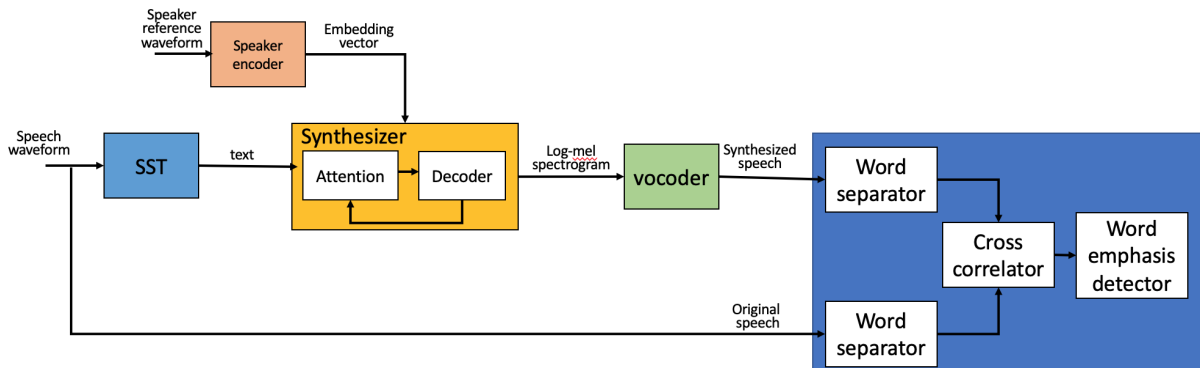 Speaker
reference
waveform
Speaker
encoder
Embedding
vector
Speech
waveform
SST
text
Synthesizer
Attention
Decoder
Log-mel
spectrogram
vocoder
Synthesized
speech
Word
separator
Cross
correlator
Word
emphasis
detector
Original
speech
Word
separator